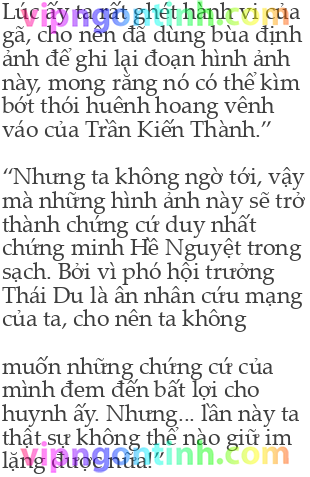 Lúc ấy ta rất ghét hành vi của
gã, cho nên đã dùng bùa định
ảnh để ghi lại đoạn hình ảnh
này, mong rằng nó có thể kìm
bớt thói huênh hoang vênh
váo của Trần Kiến Thành.”
“Nhưng ta không ngờ tới, vậy
mà những hình ảnh này sẽ trở
thành chứng cứ duy nhất
chứng minh Hề Nguyệt trong
sạch. Bởi vì phó hội trưởng
Thái Du là ân nhân cứu mạng
của ta, cho nên ta không
muốn những chứng cứ của
mình đem đến bất lợi cho
huynh ấy. Nhưng... lần này ta
thật sự không thể nào giữ im
lặng được nữa!”
vipngontinh.com
vipngontinh.com